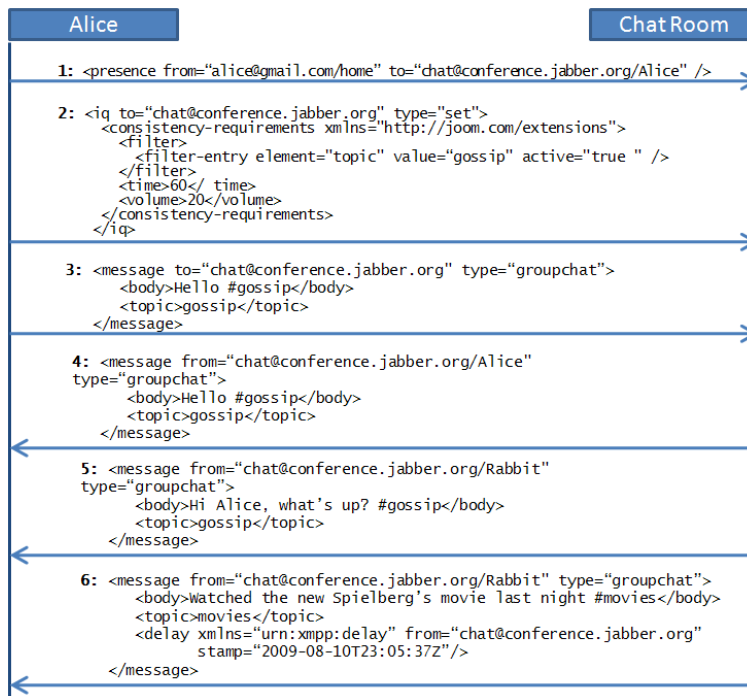 Alice
Chat Room
1: <presence from=“alice@gmail.com/home” to=“chat@conference.jabber.org/Alice” />
2: <iq to=“chat@conference.jabber.org" type="set">
<consistency-requirements xmlns="http://joom.com/extensions">
<filter>
<filter-entry element="topic" value=“gossip" active="true " />
</filter>
<time>60</ time>
<volume>20</volume>
</consistency-requirements>
</iq>
3: <message to=“chat@conference.jabber.org" type=“groupchat”>
<body>Hello #gossip</body>
<topic>gossip</topic>
</message>
4: <message from=“chat@conference.jabber.org/Alice"
type=“groupchat”>
<body>Hello #gossip</body>
<topic>gossip</topic>
</message>
5: <message from=“chat@conference.jabber.org/Rabbit"
type=“groupchat”>
<body>Hi Alice, what’s up? #gossip</body>
<topic>gossip</topic>
</message>
6: <message from=“chat@conference.jabber.org/Rabbit" type=“groupchat”>
<body>Watched the new Spielberg’s movie last night #movies</body>
<topic>movies</topic>
<delay xmlns=“urn:xmpp:delay” from=“chat@conference.jabber.org"
stamp=“2009-08-10T23:05:37Z”/>
</message>